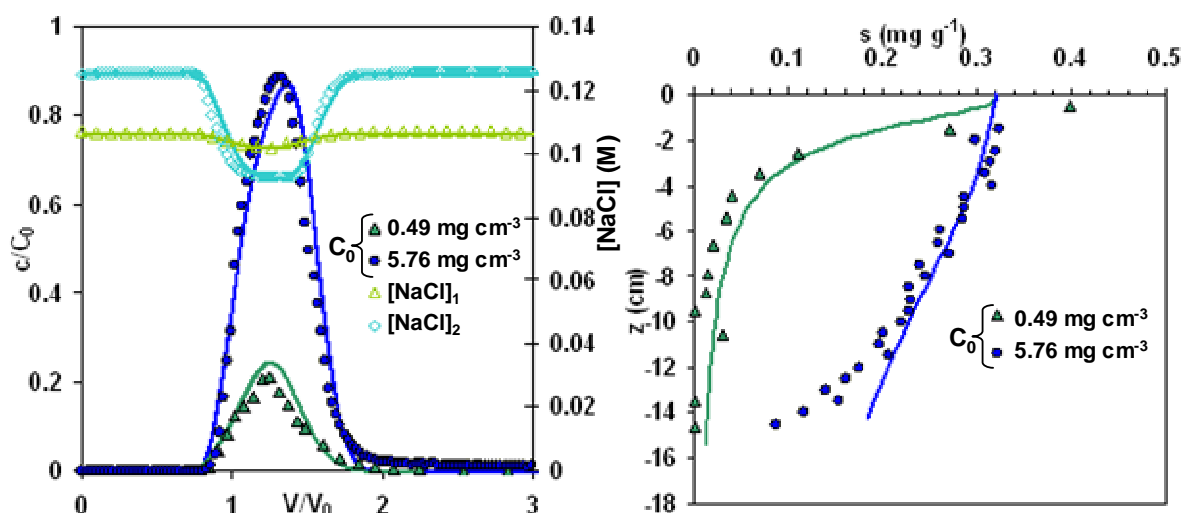 1
0.8
0.6
0.4
0.2
0
c/C0
0.14
0.12
0.1
0.08
0.06
0.04
0.02
0
[NaCl] (M)
0
1
2
3
V/V0
C0
0.49 mg cm-3
5.76 mg cm-3
[NaCl]1
[NaCl]2
s (mg g-1)
0
0.1
0.2
0.3
0.4
0.5
0
-2
-4
-6
-8
-10
-12
-14
-16
-18
z (cm)
C0
0.49 mg cm-3
5.76 mg cm-3